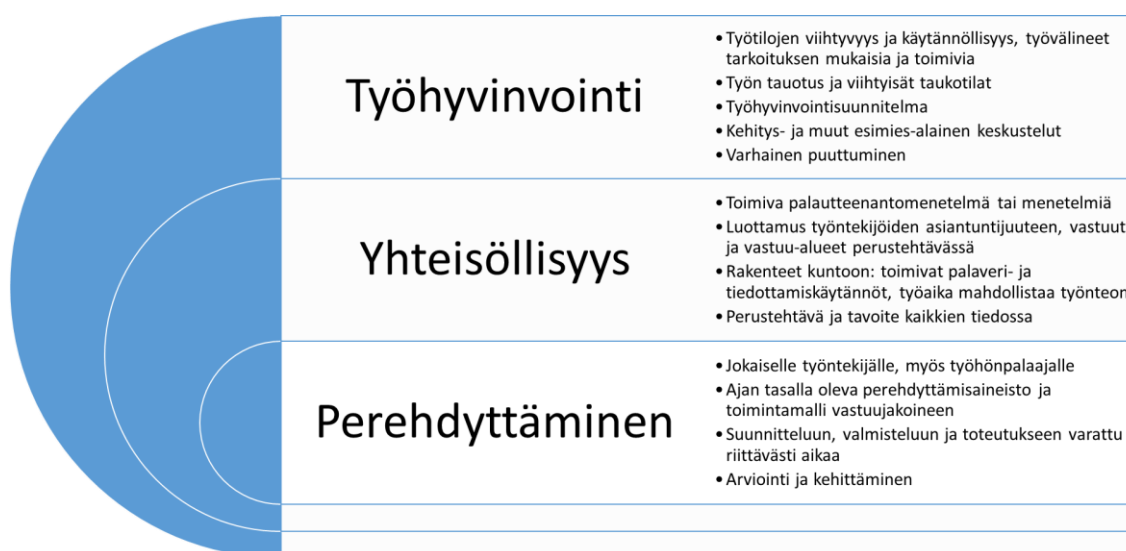 Työhyvinvointi
• Työtilojen viihtyvyys ja käytännöllisyys, työvälineet
tarkoituksen mukaisia ja toimivia
• Työn tauotus ja viihtyisät taukotilat
• Työhyvinvointisuunnitelma
• Kehitys- ja muut esimies-alainen keskustelut
• Varhainen puuttuminen
Yhteisöllisyys
• Toimiva palautteenantomenetelmä tai menetelmiä
• Luottamus työntekijöiden asiantuntijuuteen, vastuut
ja vastuu-alueet perustehtävässä
• Rakenteet kuntoon: toimivat palaveri- ja
tiedottamiskäytännöt, työaika mahdollistaa työnteon
• Perustehtävä ja tavoite kaikkien tiedossa
Perehdyttäminen
• Jokaiselle työntekijälle, myös työhönpalaajalle
• Ajan tasalla oleva perehdyttämisaineisto ja
toimintamalli vastuujakoineen
• Suunnitteluun, valmisteluun ja toteutukseen varattu
riittävästi aikaa
• Arviointi ja kehittäminen